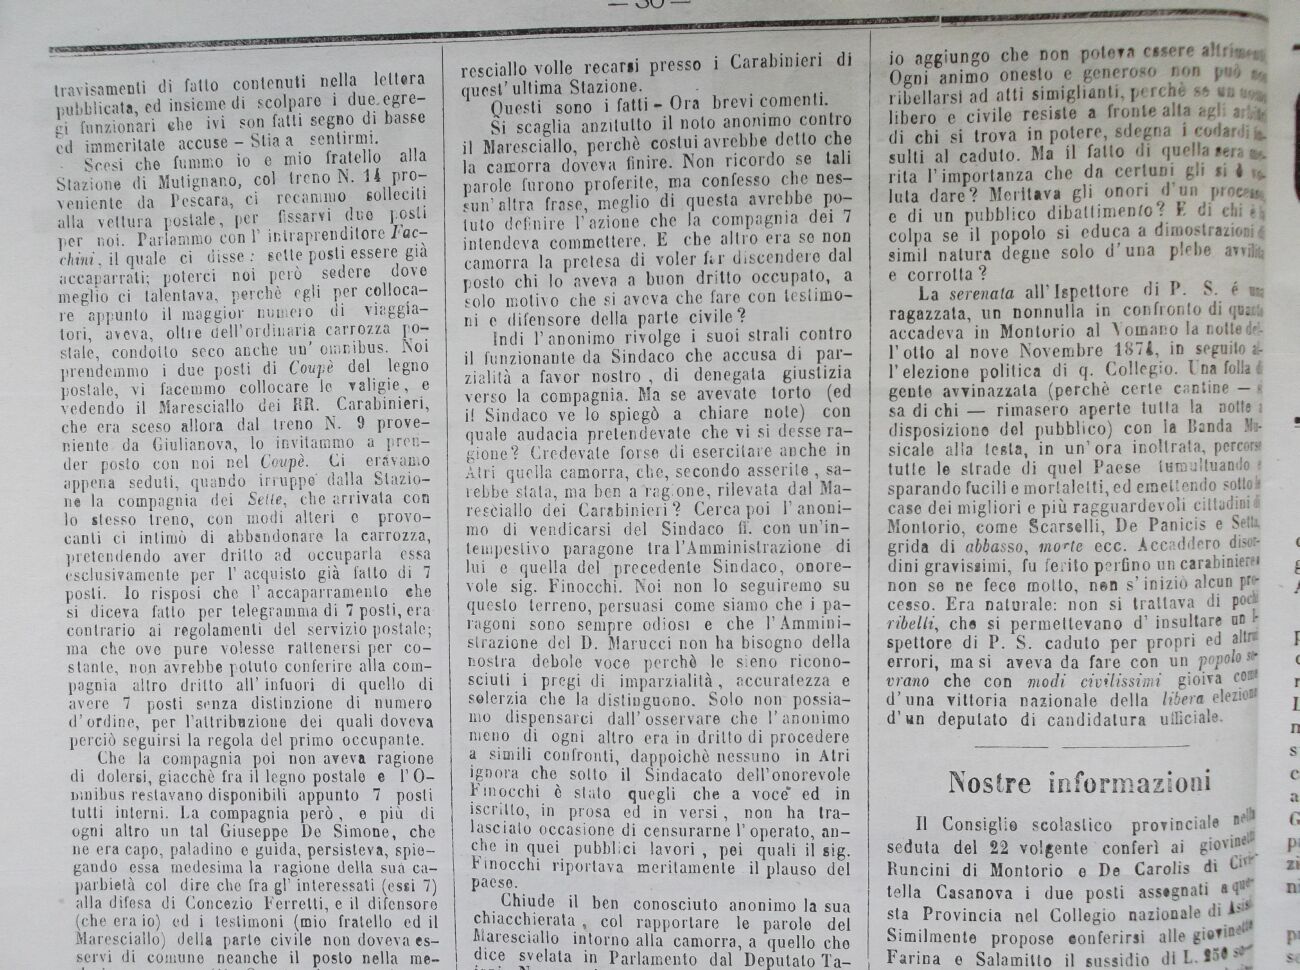 — 30 —
travisamenti di fatto contenuti nella lettera
pubblicata, ed insieme di scolpare i due egre-
gi funzionari che ivi son fatti segno di basse
ed immeritate accuse – Stia a sentirmi.
Scesi che fummo io e mio fratello alla
Stazione di Mutignano, col treno N. 14 pro-
veniente da Pescara, ci recammo solleciti
alla vettura postale, per fissarvi due posti
per noi. Parlammo con l' intraprenditore Fac-
chini, il quale ci disse: sette posti essere già
accaparrati; poterci noi però sedere dove
meglio ci talentava, perchè egli per colloca-
re appunto il maggior numero di viaggia-
tori, aveva, oltre dell'ordinaria carrozza po-
stale, condotto seco anche un' omnibus. Noi
prendemmo i due posti di Coupè del legno
postale, vi facemmo collocare le valigie, e
vedendo il Maresciallo dei RR. Carabinieri,
che era sceso allora dal treno N. 9 prove-
niente da Giulianova, lo invitammo a pren-
der posto con noi nel Coupè. Ci eravamo
appena seduti, quando irruppe dalla Stazio-
ne la compagnia dei Sette, che arrivata con
lo stesso treno, con modi alteri e provo-
canti ci intimò di abbandonare la carrozza,
pretendendo aver dritto ad occuparla essa
esclusivamente per l' acquisto già fatto di 7
posti. Io risposi che l' accaparramento che
si diceva fatto per telegramma di 7 posti, era
contrario ai regolamenti del servizio postale;
ma che ove pure volesse rattenersi per co-
stante, non avrebbe potuto conferire alla com-
pagnia altro dritto all' infuori di quello di
avere 7 posti senza distinzione di numero
d'ordine, per l'attribuzione dei quali doveva
perciò seguirsi la regola del primo occupante.
Che la compagnia poi non aveva ragione
di dolersi, giacchè fra il legno postale e l'O-
mnibus restavano disponibili appunto 7 posti
tutti interni. La compagnia però, e più di
ogni altro un tal Giuseppe De Simone, che
ne era capo, paladino e guida, persisteva, spie-
gando essa medesima la ragione della sua ca-
parbietà col dire che fra gl' interessati (essi 7)
alla difesa di Concezio Ferretti, e il difensore
(che era io) ed i testimoni (mio fratello ed il
Maresciallo) della parte civile non doveva es-
servi di comune neanche il posto nella me-
resciallo volle recarsi presso i Carabinieri di
quest' ultima Stazione.
Questi sono i fatti – Ora brevi comenti.
Si scaglia anzitutto il noto anonimo contro
il Maresciallo, perchè costui avrebbe detto che
la camorra doveva finire. Non ricordo se tali
parole furono proferite, ma confesso che nes-
sun'altra frase, meglio di questa avrebbe po-
tuto definire l'azione che la compagnia dei 7
intendeva commettere. E che altro era se non
camorra la pretesa di voler far discendere dal
posto chi lo aveva a buon dritto occupato, a
solo motivo che si aveva che fare con testimo-
ni e difensore della parte civile?
Indi l'anonimo rivolge i suoi strali contro
il funzionante da Sindaco che accusa di par-
zialità a favor nostro, di denegata giustizia
verso la compagnia. Ma se avevate torto (ed
il Sindaco ve lo spiegò a chiare note) con
quale audacia pretendevate che vi si desse ra-
gione? Credevate forse di esercitare anche in
Atri quella camorra, che, secondo asserite, sa-
rebbe stata, ma ben a ragione, rilevata dal Ma-
resciallo dei Carabinieri? Cerca poi l'anoni-
mo di vendicarsi del Sindaco ff. con un'in-
tempestivo paragone tra l'Amministrazione di
lui e quella del precedente Sindaco, onore-
vole sig. Finocchi. Noi non lo seguiremo su
questo terreno, persuasi come siamo che i pa-
ragoni sono sempre odiosi e che l'Ammini-
strazione del D. Marucci non ha bisogno della
nostra debole voce perchè le sieno ricono-
sciuti i pregi di imparzialità, accuratezza e
solerzia che la distinguono. Solo non possia-
mo dispensarci dall'osservare che l'anonimo
meno di ogni altro era in dritto di procedere
a simili confronti, dappoichè nessuno in Atri
ignora che sotto il Sindacato dell'onorevole
Finocchi è stato quegli che a voce ed in
iscritto, in prosa ed in versi, non ha tra-
lasciato occasione di censurarne l'operato, an-
che in quei pubblici lavori, pei quali il sig.
Finocchi riportava meritamente il plauso del
paese.
Chiude il ben conosciuto anonimo la sua
chiacchierata, col rapportare le parole del
Maresciallo intorno alla camorra, a quello che
dice svelata in Parlamento dal Deputato Ta-
io aggiungo che non poteva essere altrimenti
Ogni animo onesto e generoso non può non
ribellarsi ad atti simiglianti, perchè se un uomo
libero e civile resiste a fronte alta agli arbitri
di chi si trova in potere, sdegna i codardi in-
sulti al caduto. Ma il fatto di quella sera me-
rita l'importanza che da certuni gli si è vo-
luta dare? Meritava gli onori d'un processo
e di un pubblico dibattimento? E di chi è la
colpa se il popolo si educa a dimostrazioni di
simil natura degne solo d'una plebe avvilita
e corrotta?
La serenata all'Ispettore di P. S. é una
ragazzata, un nonnulla in confronto di quanto
accadeva in Montorio al Vomano la notte del-
l'otto al nove Novembre 1874, in seguito al-
l'elezione politica di q. Collegio. Una folla di
gente avvinazzata (perchè certe cantine — si
sa di chi — rimasero aperte tutta la notte a
disposizione del pubblico) con la Banda Mu-
sicale alla testa, in un'ora inoltrata, percorse
tutte le strade di quel Paese tumultuando e
sparando fucili e mortaletti, ed emettendo sotto le
case dei migliori e più ragguardevoli cittadini di
Montorio, come Scarselli, De Panicis e Setta,
grida di abbasso, morte ecc. Accaddero disor-
dini gravissimi, fu ferito perfino un carabiniere
non se ne fece motto, non s'iniziò alcun pro-
cesso. Era naturale: non si trattava di pochi
ribelli, che si permettevano d' insultare un I-
spettore di P. S. caduto per propri ed altrui
errori, ma si aveva da fare con un popolo so-
vrano che con modi civilissimi gioiva come
d'una vittoria nazionale della libera elezione
d'un deputato di candidatura ufficiale.
Nostre informazioni
Il Consiglio scolastico provinciale nella
seduta del 22 volgente conferì ai giovinetti
Runcini di Montorio e De Carolis di Civi-
tella Casanova i due posti assegnati a que-
sta Provincia nel Collegio nazionale di Assisi
Similmente propose conferirsi alle giovinette
Farina e Salamitto il sussidio di L. 250